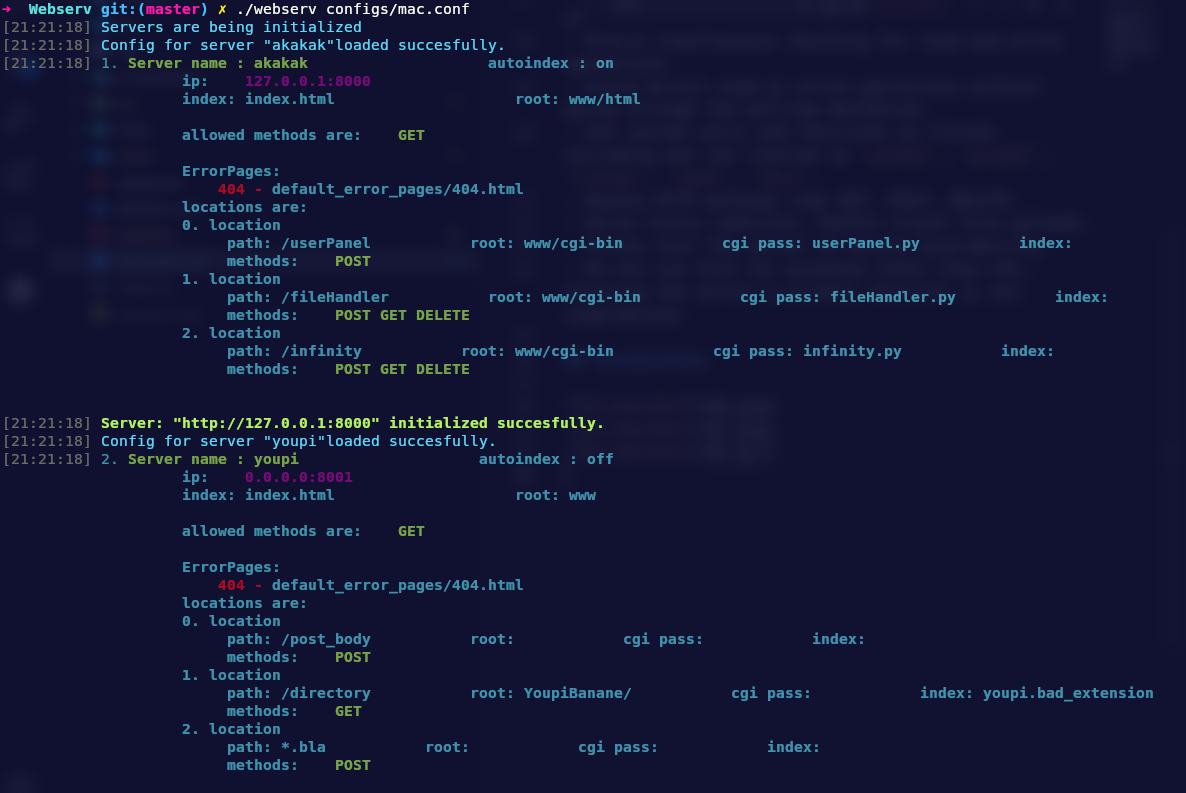 ➜  Webserv git:(master) ✗ ./webserv configs/mac.conf
[21:21:18] Servers are being initialized
[21:21:18] Config for server "akakak"loaded succesfully.
[21:21:18] 1. Server name : akakak                    autoindex : on
                    ip:    127.0.0.1:8000
                    index: index.html                    root: www/html
                    allowed methods are:    GET
                    ErrorPages:
                        404 - default_error_pages/404.html
                    locations are:
                    0. location
                         path: /userPanel           root: www/cgi-bin           cgi pass: userPanel.py           index:
                         methods:    POST
                    1. location
                         path: /fileHandler           root: www/cgi-bin           cgi pass: fileHandler.py           index:
                         methods:    POST GET DELETE
                    2. location
                         path: /infinity           root: www/cgi-bin           cgi pass: infinity.py           index:
                         methods:    POST GET DELETE
[21:21:18] Server: "http://127.0.0.1:8000" initialized succesfully.
[21:21:18] Config for server "youpi"loaded succesfully.
[21:21:18] 2. Server name : youpi                    autoindex : off
                    ip:    0.0.0.0:8001
                    index: index.html                    root: www
                    allowed methods are:    GET
                    ErrorPages:
                        404 - default_error_pages/404.html
                    locations are:
                    0. location
                         path: /post_body           root:            cgi pass:            index:
                         methods:    POST
                    1. location
                         path: /directory           root: YoupiBanane/           cgi pass:            index: youpi.bad_extension
                         methods:    GET
                    2. location
                         path: *.bla           root:            cgi pass:            index:
                         methods:    POST